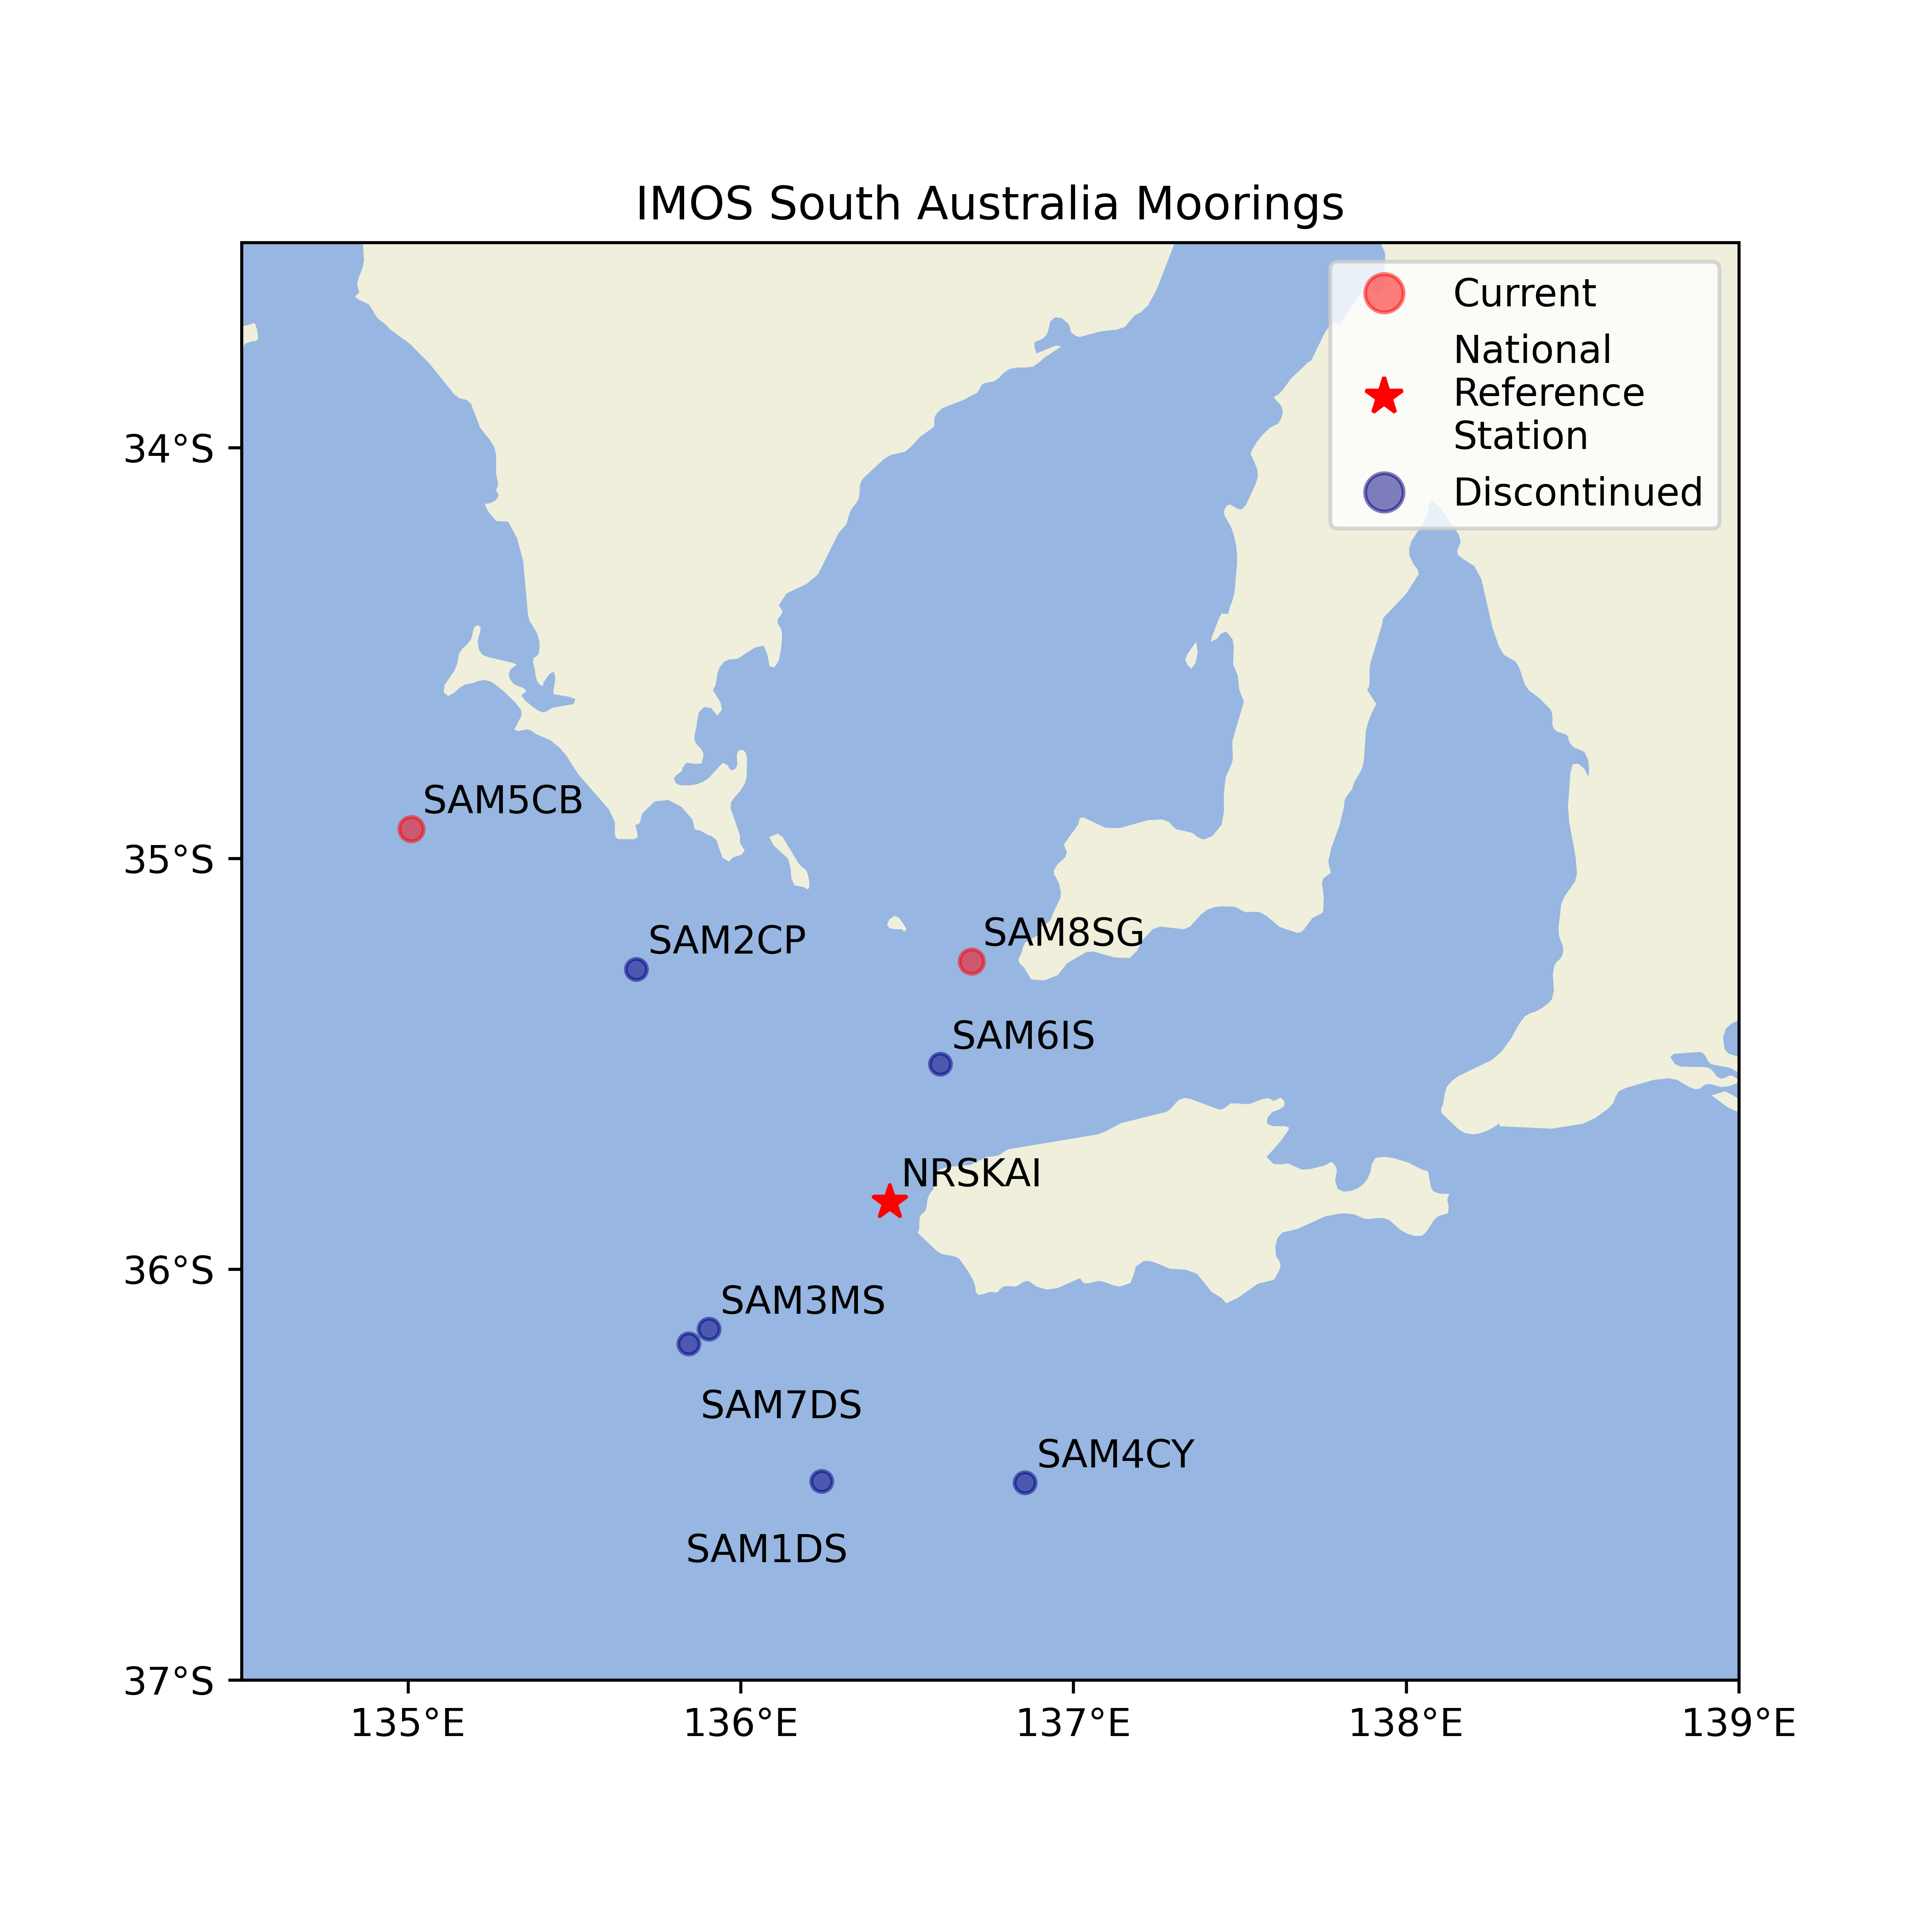 IMOS South Australia Moorings
Current
National
Reference
Station
Discontinued
34°S
35°S
36°S
37°S
SAM5CB
SAM2CP
SAM8SG
SAM6IS
NRSKAI
SAM3MS
SAM7DS
SAM4CY
SAM1DS
135°E
136°E
137°E
138°E
139°E